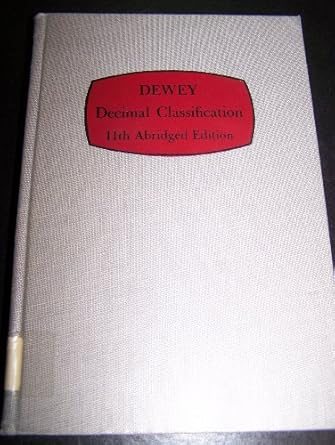 DEWEY
Decimal Classification
11th Abridged Edition